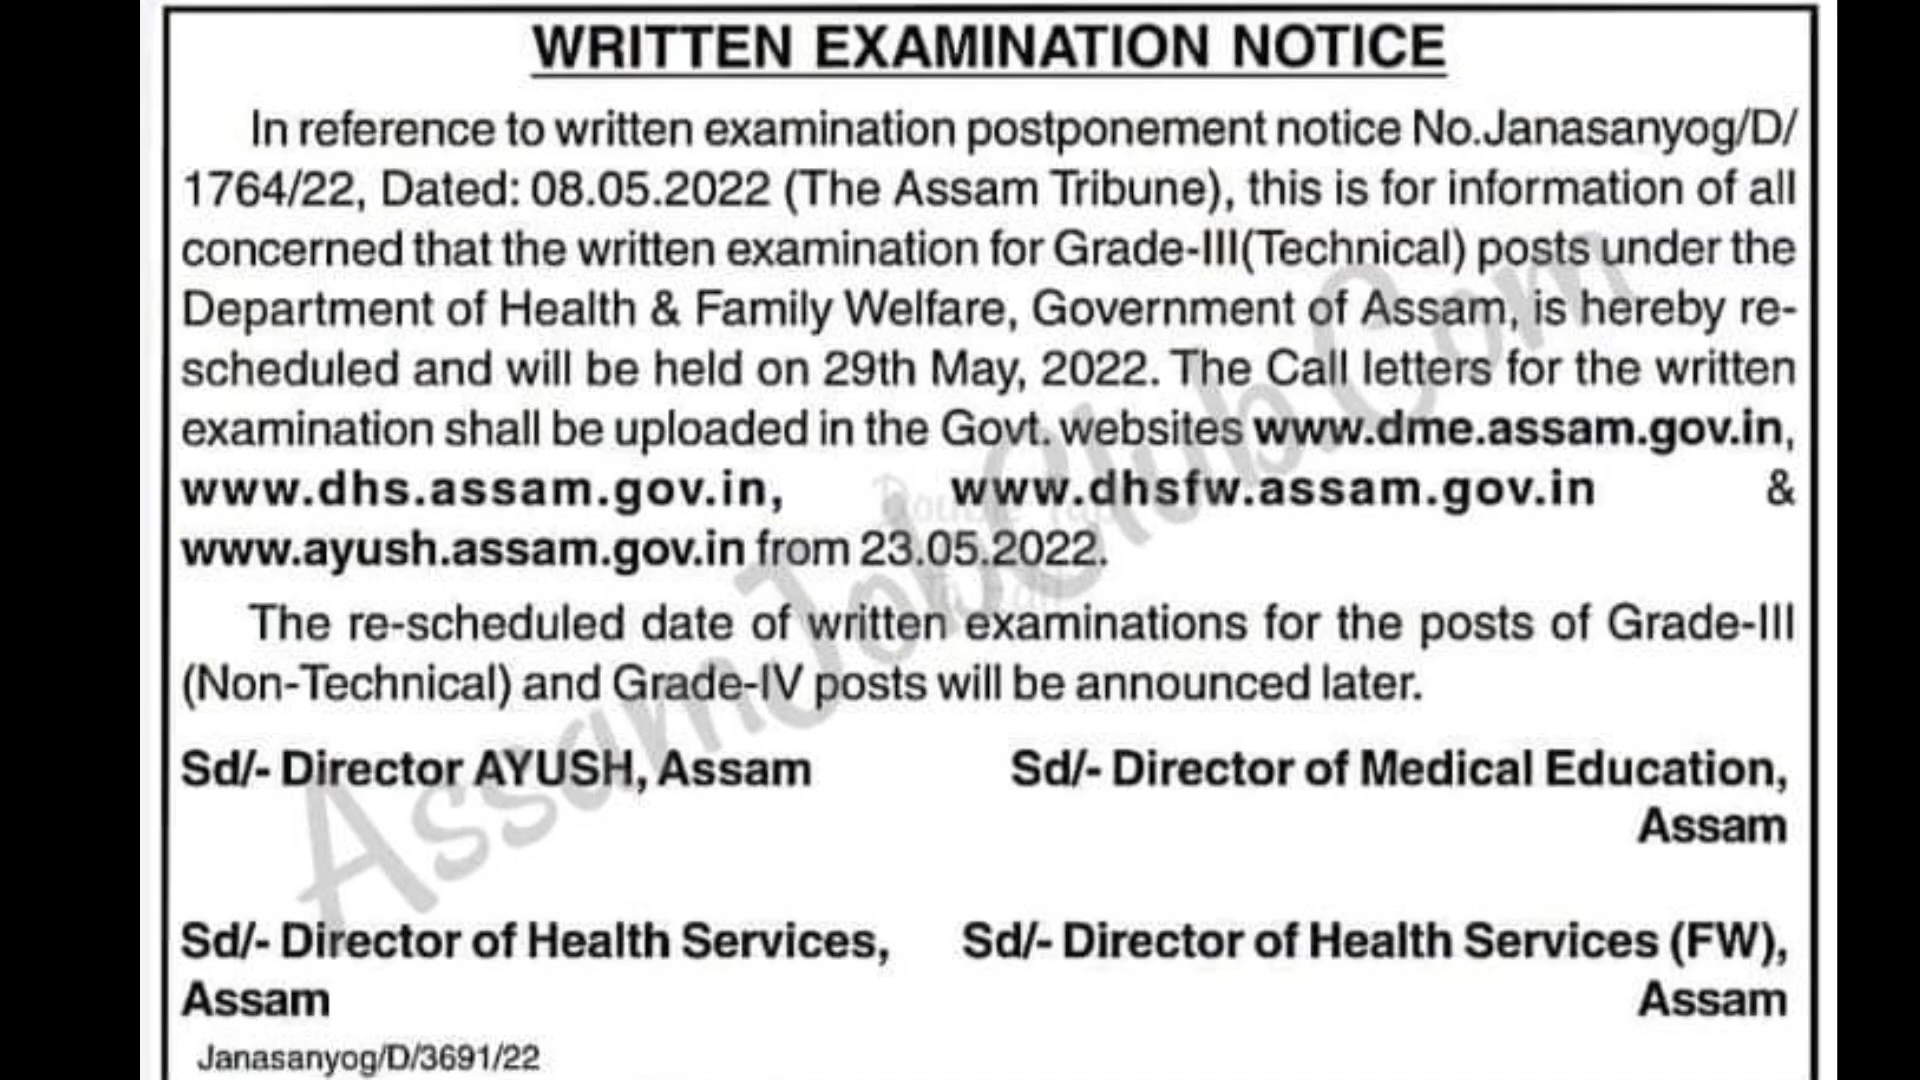 WRITTEN EXAMINATION NOTICE
In reference to written examination postponement notice No.Janasanyog/D/
1764/22, Dated: 08.05.2022 (The Assam Tribune), this is for information of all
concerned that the written examination for Grade-III(Technical) posts under the
Department of Health & Family Welfare, Government of Assam, is hereby re-
scheduled and will be held on 29th May, 2022. The Call letters for the written
examination shall be uploaded in the Govt. websites www.dme.assam.gov.in,
www.dhs.assam.gov.in, www.dhsfw.assam.gov.in &
www.ayush.assam.gov.in from 23.05.2022.
The re-scheduled date of written examinations for the posts of Grade-III
(Non-Technical) and Grade-IV posts will be announced later.
Sd/- Director AYUSH, Assam Sd/- Director of Medical Education,
Assam
Sd/- Director of Health Services, Sd/- Director of Health Services (FW),
Assam Assam
Janasanyog/D/3691/22
AssamJobClub.Com